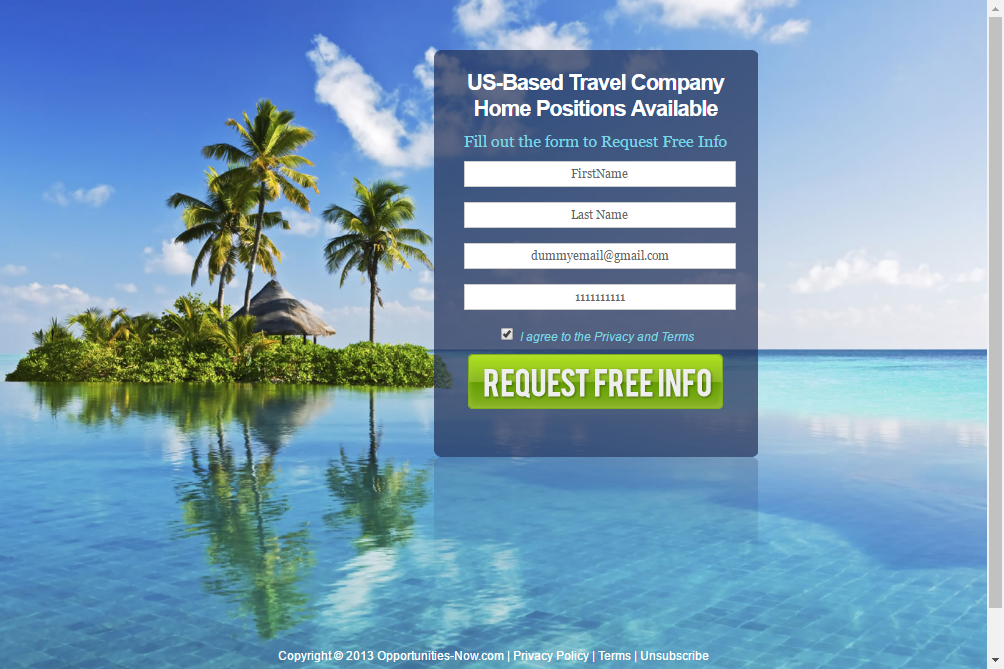 US-Based Travel Company
Home Positions Available
Fill out the form to Request Free Info
FirstName
Last Name
dummyemail@gmail.com
1111111111
I agree to the Privacy and Terms
REQUEST FREE INFO
Copyright © 2013 Opportunities-Now.com | Privacy Policy | Terms | Unsubscribe